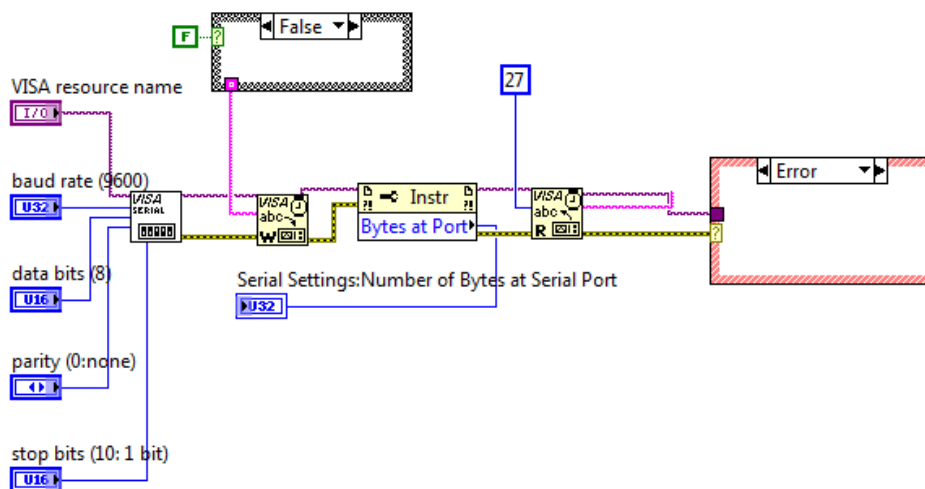 False
F
?
27
VISA resource name
I/O
Error
baud rate (9600)
U32
VISA
SERIAL
VISA
abc
W
Instr
Bytes at Port
VISA
abc
R
?
data bits (8)
U16
Serial Settings:Number of Bytes at Serial Port
U32
parity (0:none)
stop bits (10: 1 bit)
U16